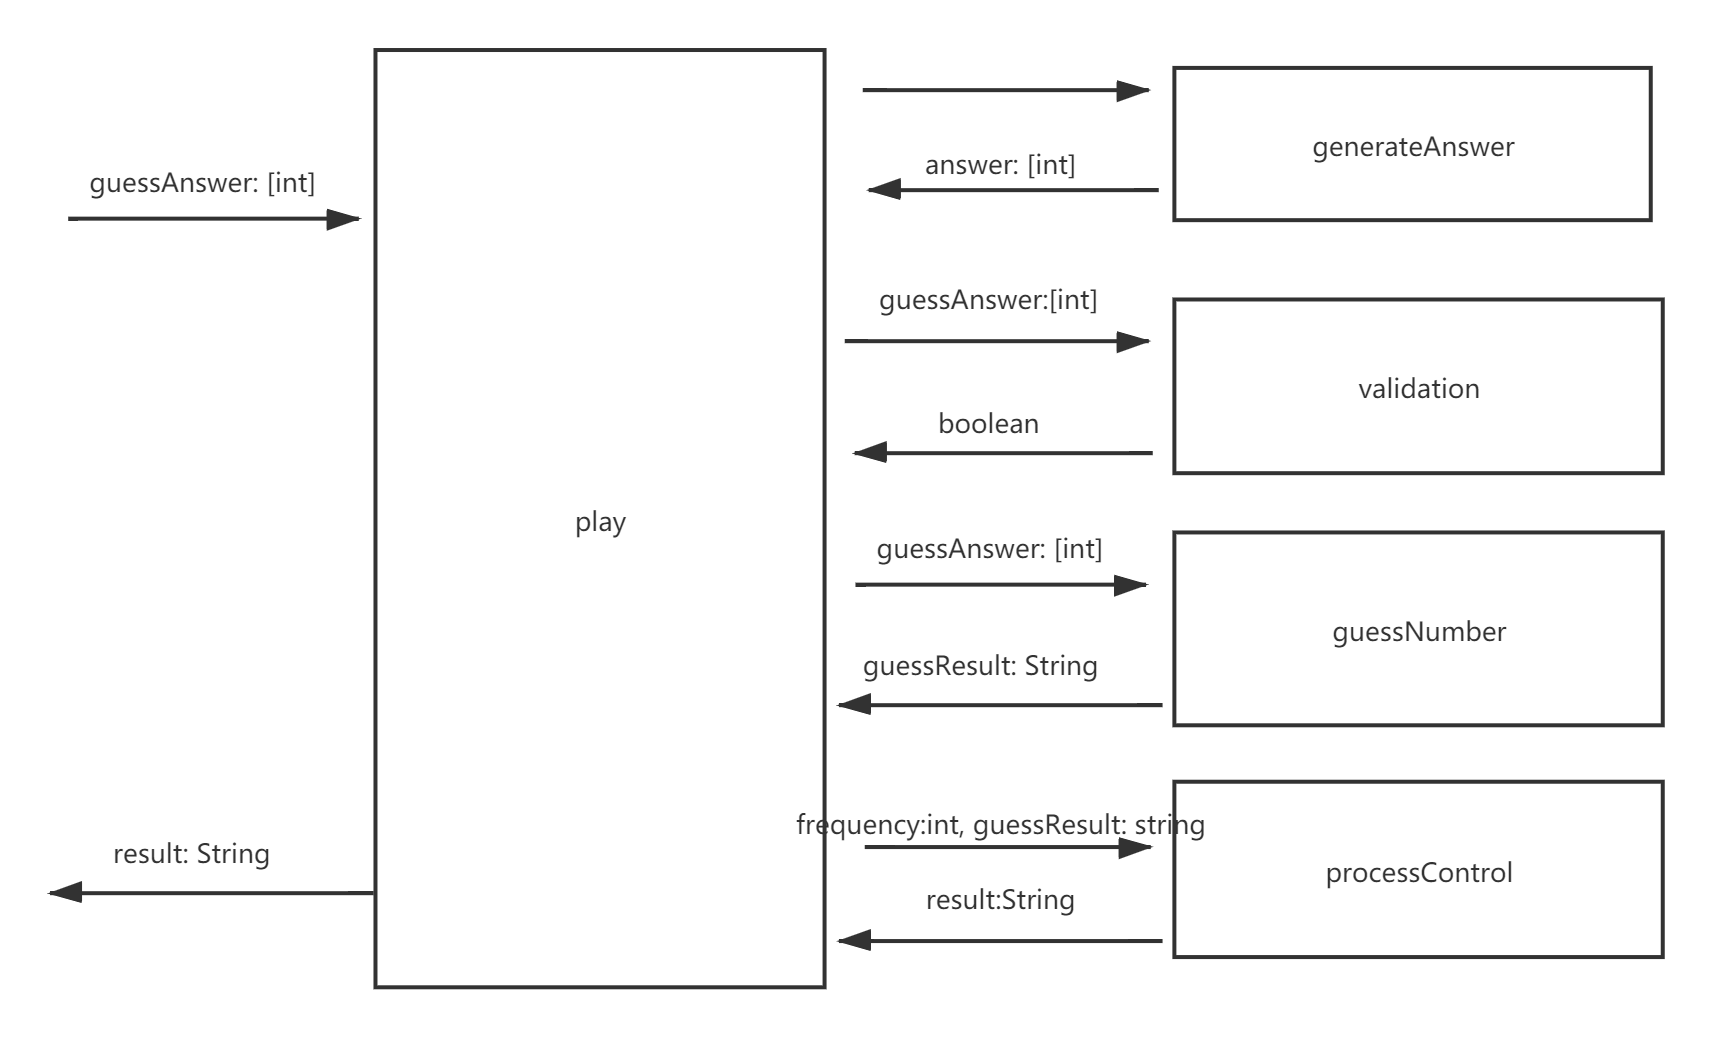 generateAnswer
answer: [int]
guessAnswer: [int]
guessAnswer:[int]
validation
boolean
play
guessAnswer: [int]
guessNumber
guessResult: String
frequency:int, guessResult: string
result: String
processControl
result:String